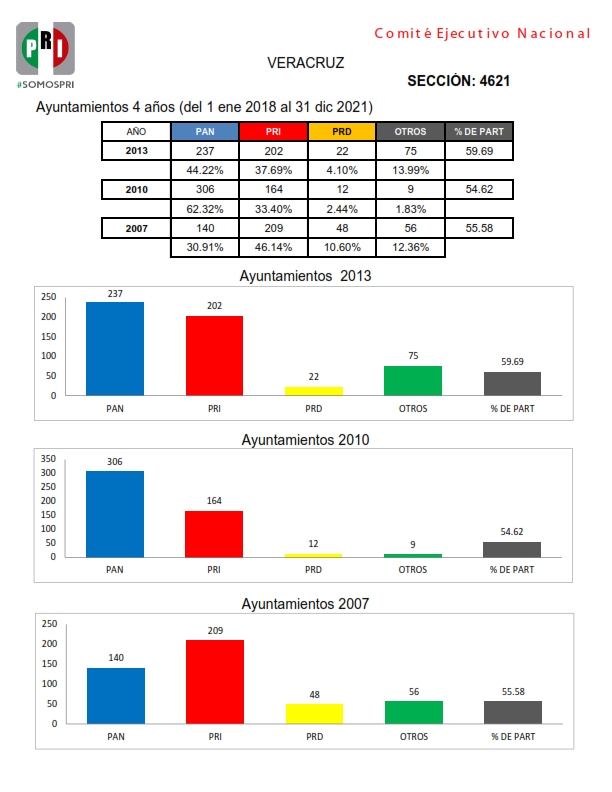 Comité Ejecutivo Nacional
PRI
#SOMOSPRI
VERACRUZ
SECCIÓN: 4621
Ayuntamientos 4 años (del 1 ene 2018 al 31 dic 2021)
AÑO PAN PRI PRD OTROS % DE PART
2013 237 202 22 75 59.69
44.22% 37.69% 4.10% 13.99%
2010 306 164 12 9 54.62
62.32% 33.40% 2.44% 1.83%
2007 140 209 48 56 55.58
30.91% 46.14% 10.60% 12.36%
Ayuntamientos 2013
250
200
150
100
50
0
237 202 22 75 59.69
PAN PRI PRD OTROS % DE PART
Ayuntamientos 2010
350
300
250
200
150
100
50
0
306 164 12 9 54.62
PAN PRI PRD OTROS % DE PART
Ayuntamientos 2007
250
200
150
100
50
0
140 209 48 56 55.58
PAN PRI PRD OTROS % DE PART